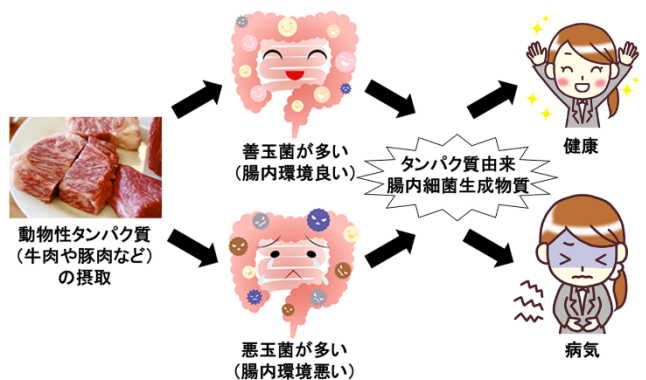 動物性タンパク質
（牛肉や豚肉など）
の摂取
善玉菌が多い
（腸内環境良い）
悪玉菌が多い
（腸内環境悪い）
タンパク質由来
腸内細菌生成物質
健康
病気